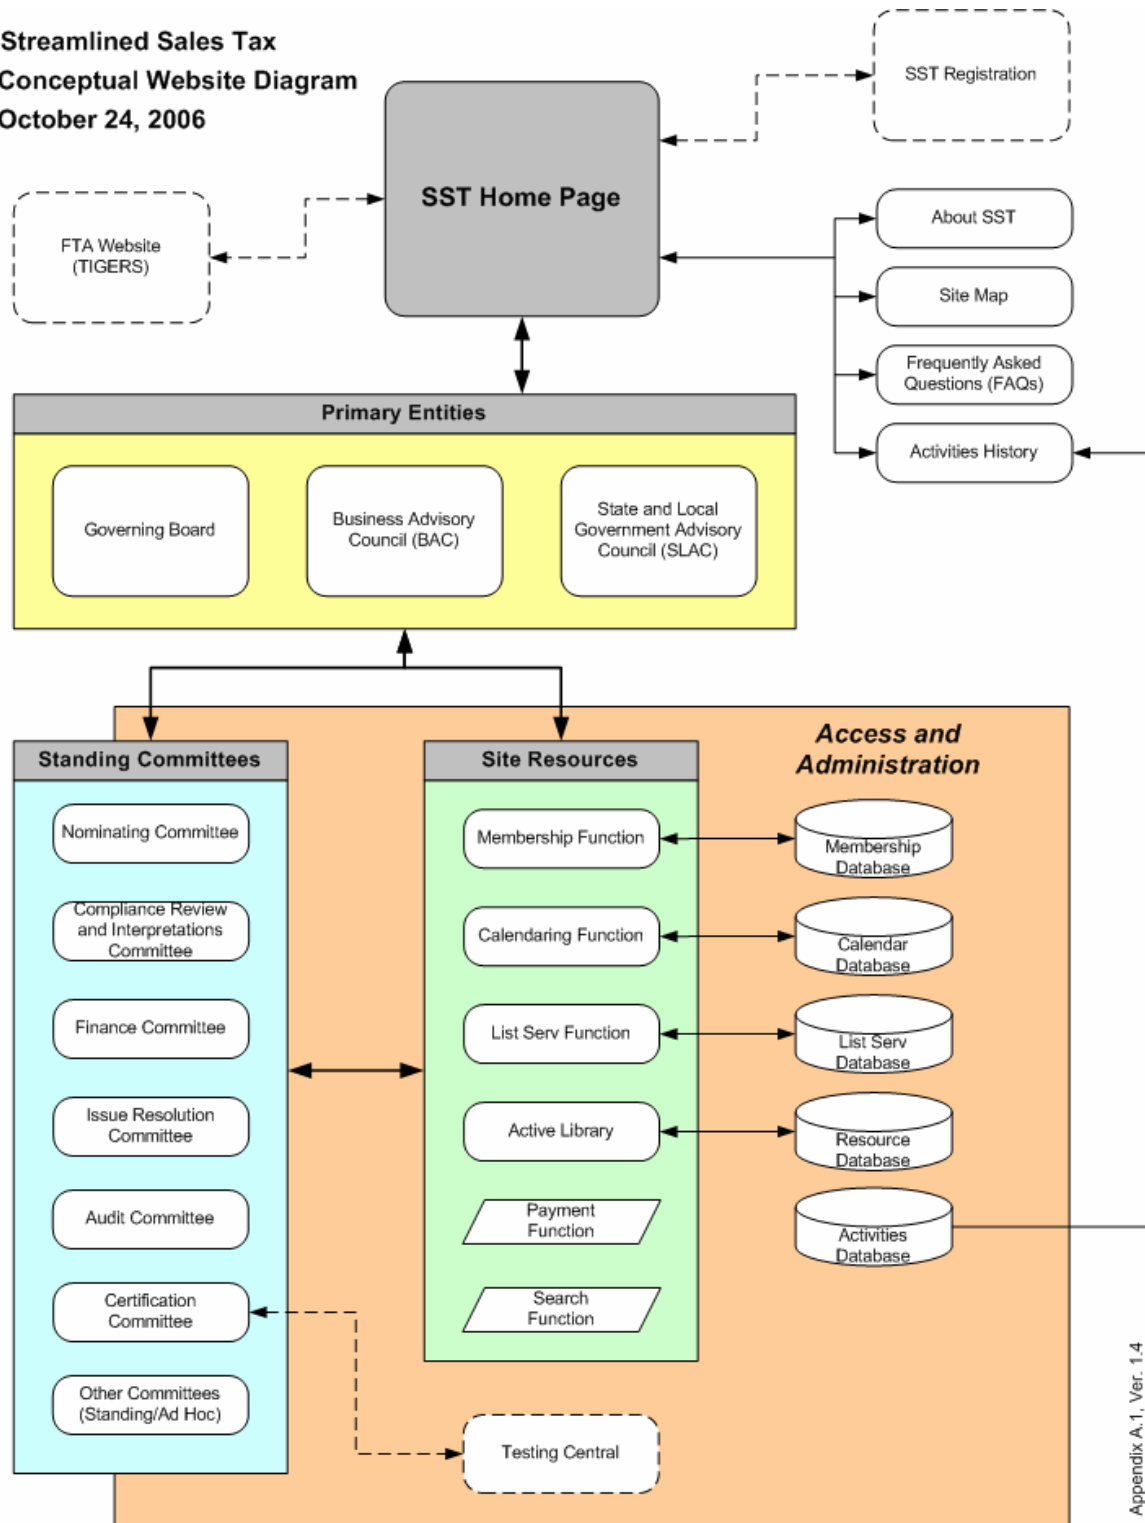 Streamlined Sales Tax
Conceptual Website Diagram
October 24, 2006
SST Registration
SST Home Page
FTA Website
(TIGERS)
About SST
Site Map
Frequently Asked
Questions (FAQs)
Activities History
Primary Entities
Governing Board
Business Advisory
Council (BAC)
State and Local
Government Advisory
Council (SLAC)
Access and
Administration
Standing Committees
Nominating Committee
Compliance Review
and Interpretations
Committee
Finance Committee
Issue Resolution
Committee
Audit Committee
Certification
Committee
Other Committees
(Standing/Ad Hoc)
Site Resources
Membership Function
Calendaring Function
List Serv Function
Active Library
Payment
Function
Search
Function
Testing Central
Membership
Database
Calendar
Database
List Serv
Database
Resource
Database
Activities
Database
Appendix A.1, Ver. 1.4